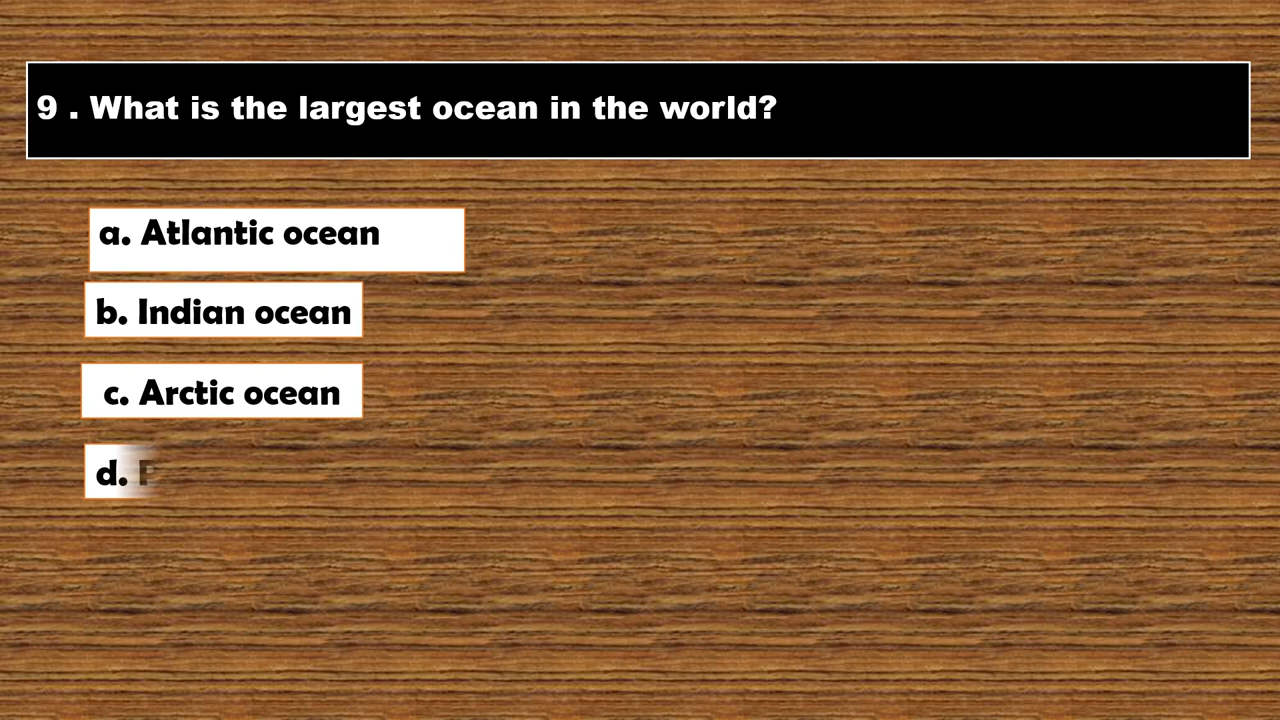 9 . What is the largest ocean in the world?
a. Atlantic ocean
b. Indian ocean
c. Arctic ocean
d. P